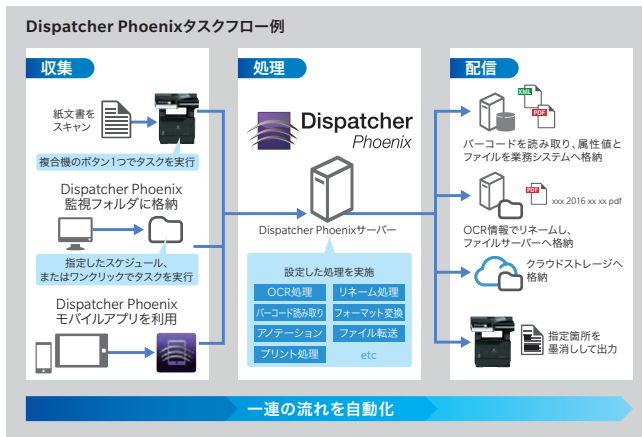 Dispatcher Phoenixタスクフロー例
収集
紙文書を
スキャン
複合機のボタン1つでタスクを実行
Dispatcher Phoenix
監視フォルダに格納
指定したスケジュール、
またはワンクリックでタスクを実行
Dispatcher Phoenix
モバイルアプリを利用
処理
Dispatcher
Phoenix
Dispatcher Phoenixサーバー
設定した処理を実施
OCR処理
リネーム処理
バーコード読み取り
フォーマット変換
アノテーション
ファイル転送
プリント処理
etc
配信
XML
PDF
バーコードを読み取り、属性値と
ファイルを業務システムへ格納
PDF
xxx 2016 xx xx pdf
OCR情報でリネームし、
ファイルサーバーへ格納
クラウドストレージへ
格納
指定箇所を
墨消しして出力
一連の流れを自動化